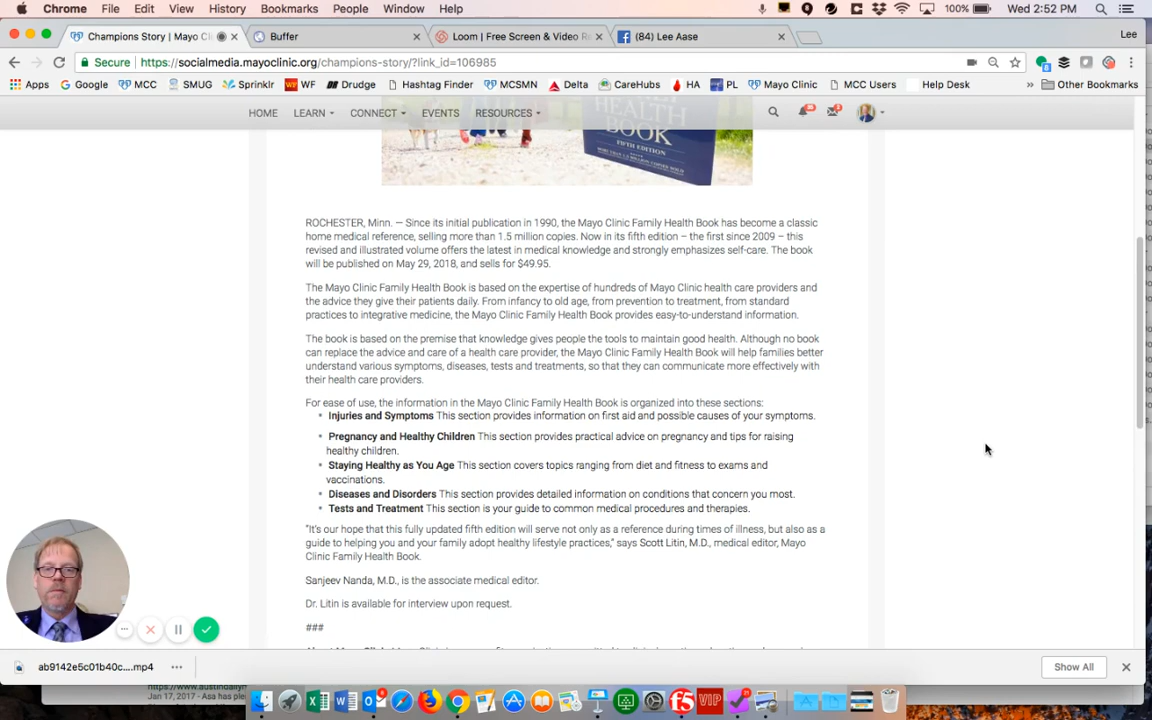 Chrome File Edit View History Bookmarks People Window Help 100% Wed 2:52 PM
Champions Story | Mayo Cl Buffer Loom | Free Screen & Video Re (84) Lee Aase Lee
Secure https://socialmedia.mayoclinic.org/champions-story/?link_id=106985
Apps Google MCC SMUG Sprinklr WF Drudge Hashtag Finder MCSMN Delta CareHubs HA PL Mayo Clinic MCC Users Help Desk » Other Bookmarks
HOME LEARN CONNECT EVENTS RESOURCES
HEALTH
BOOK
FIFTH EDITION
ROCHESTER, Minn. — Since its initial publication in 1990, the Mayo Clinic Family Health Book has become a classic
home medical reference, selling more than 1.5 million copies. Now in its fifth edition – the first since 2009 – this
revised and illustrated volume offers the latest in medical knowledge and strongly emphasizes self-care. The book
will be published on May 29, 2018, and sells for $49.95.
The Mayo Clinic Family Health Book is based on the expertise of hundreds of Mayo Clinic health care providers and
the advice they give their patients daily. From infancy to old age, from prevention to treatment, from standard
practices to integrative medicine, the Mayo Clinic Family Health Book provides easy-to-understand information.
The book is based on the premise that knowledge gives people the tools to maintain good health. Although no book
can replace the advice and care of a health care provider, the Mayo Clinic Family Health Book will help families better
understand various symptoms, diseases, tests and treatments, so that they can communicate more effectively with
their health care providers.
For ease of use, the information in the Mayo Clinic Family Health Book is organized into these sections:
• Injuries and Symptoms This section provides information on first aid and possible causes of your symptoms.
• Pregnancy and Healthy Children This section provides practical advice on pregnancy and tips for raising
healthy children.
• Staying Healthy as You Age This section covers topics ranging from diet and fitness to exams and
vaccinations.
• Diseases and Disorders This section provides detailed information on conditions that concern you most.
• Tests and Treatment This section is your guide to common medical procedures and therapies.
"It's our hope that this fully updated fifth edition will serve not only as a reference during times of illness, but also as a
guide to helping you and your family adopt healthy lifestyle practices," says Scott Litin, M.D., medical editor, Mayo
Clinic Family Health Book.
Sanjeev Nanda, M.D., is the associate medical editor.
Dr. Litin is available for interview upon request.
###
ab9142e5c01b40c....mp4 Show All
Jan 17, 2017 - Asa has
VIP